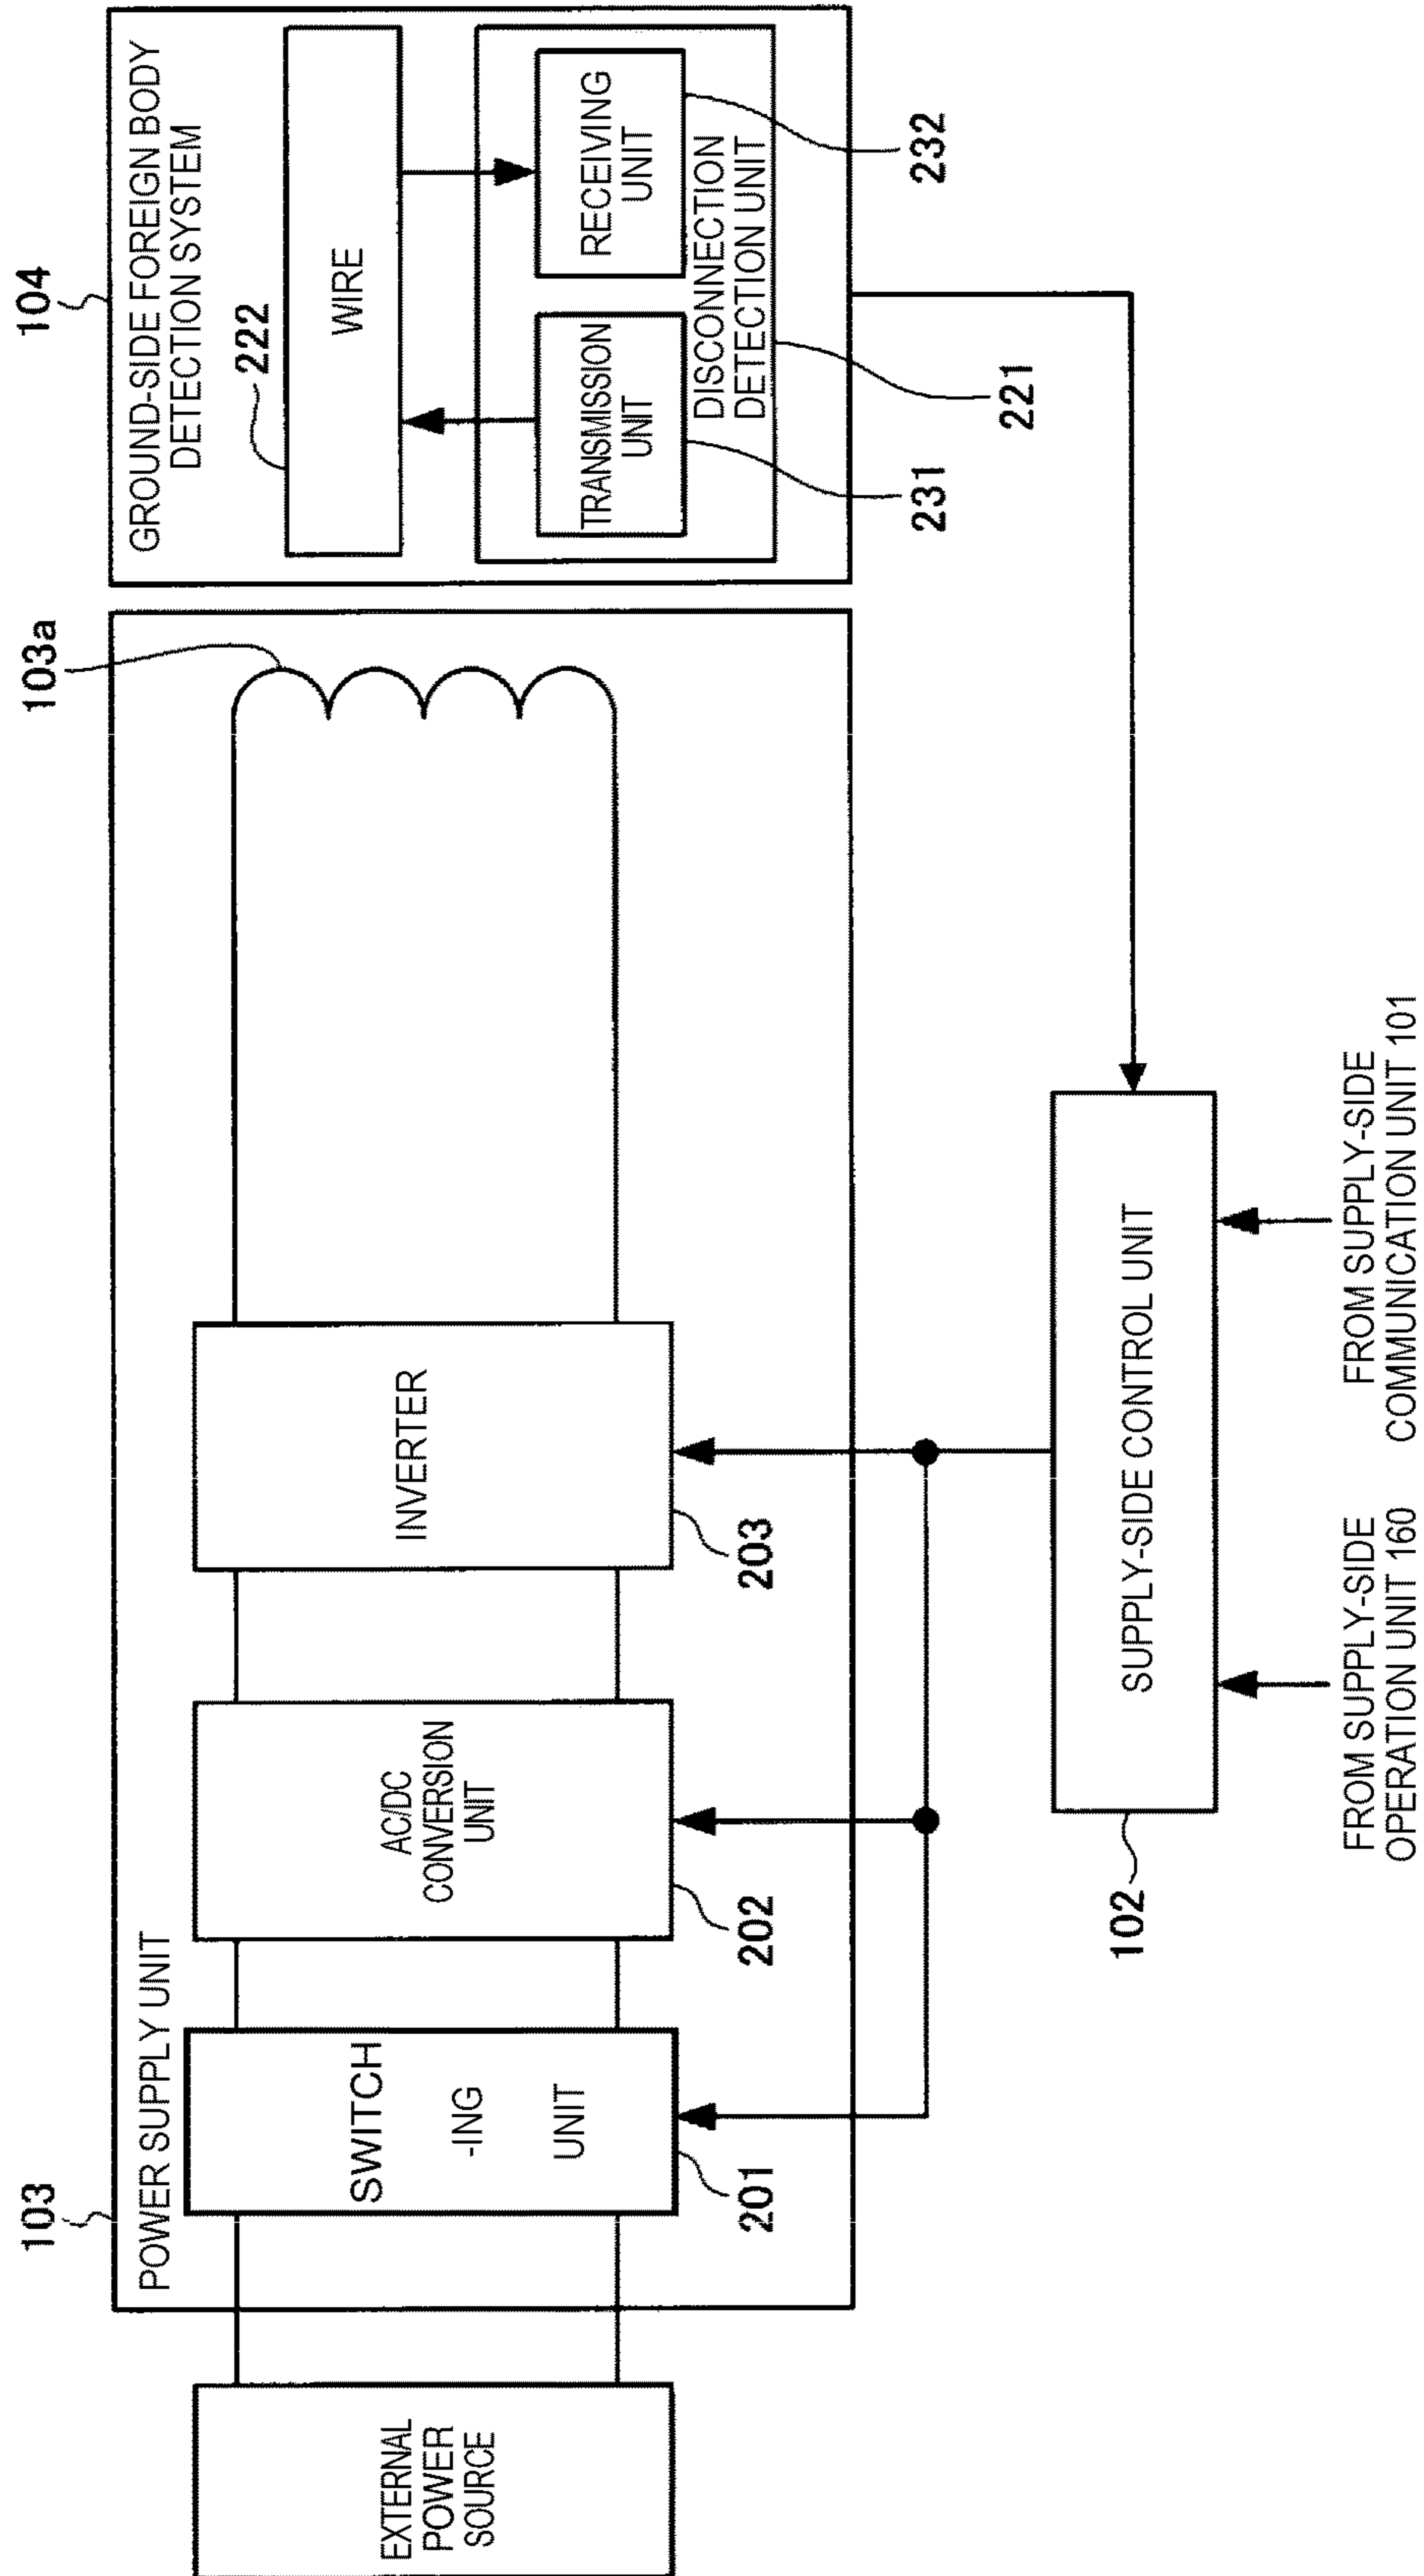 103
POWER SUPPLY UNIT
EXTERNAL
POWER
SOURCE
SWITCH
-ING
UNIT
201
AC/DC
CONVERSION
UNIT
202
INVERTER
203
103a
104
GROUND-SIDE FOREIGN BODY
DETECTION SYSTEM
222
WIRE
TRANSMISSION
UNIT
RECEIVING
UNIT
DISCONNECTION
DETECTION UNIT
231
232
221
SUPPLY-SIDE CONTROL UNIT
102
FROM SUPPLY-SIDE
OPERATION UNIT 160
FROM SUPPLY-SIDE
COMMUNICATION UNIT 101